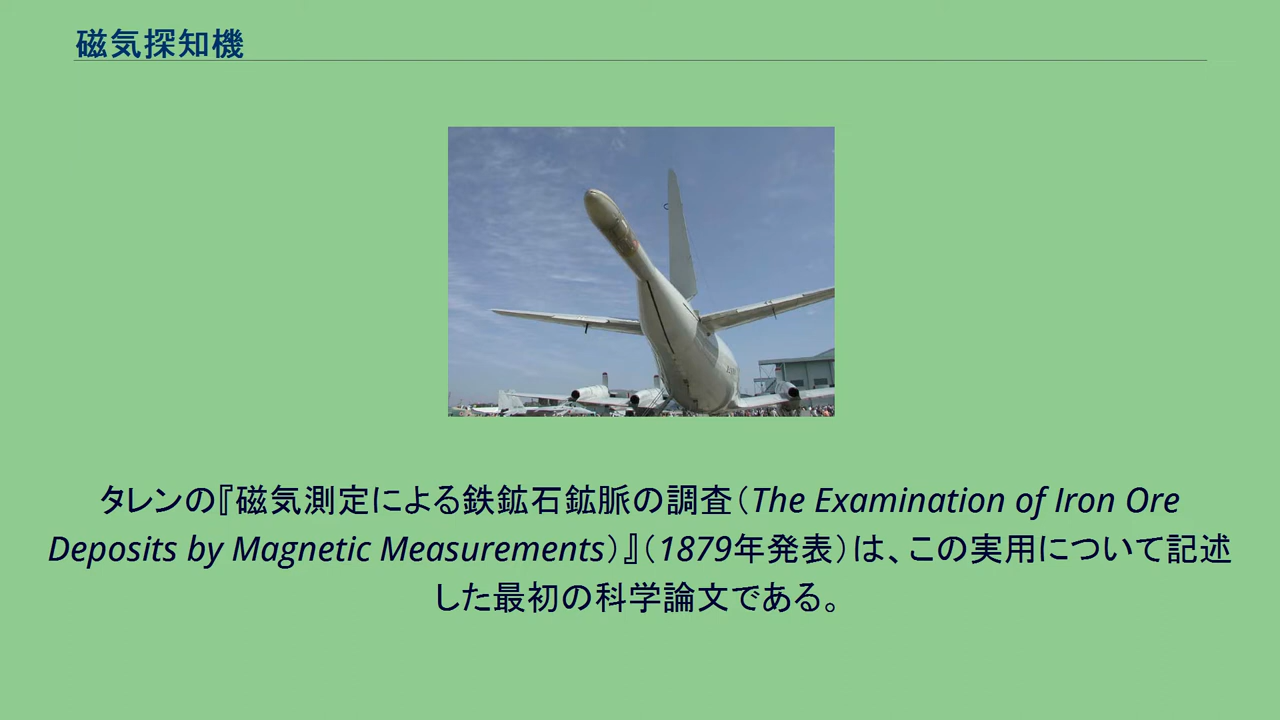 磁気探知機
タレンの『磁気測定による鉄鉱石鉱脈の調査（The Examination of Iron Ore
Deposits by Magnetic Measurements）』（1879年発表）は、この実用について記述
した最初の科学論文である。